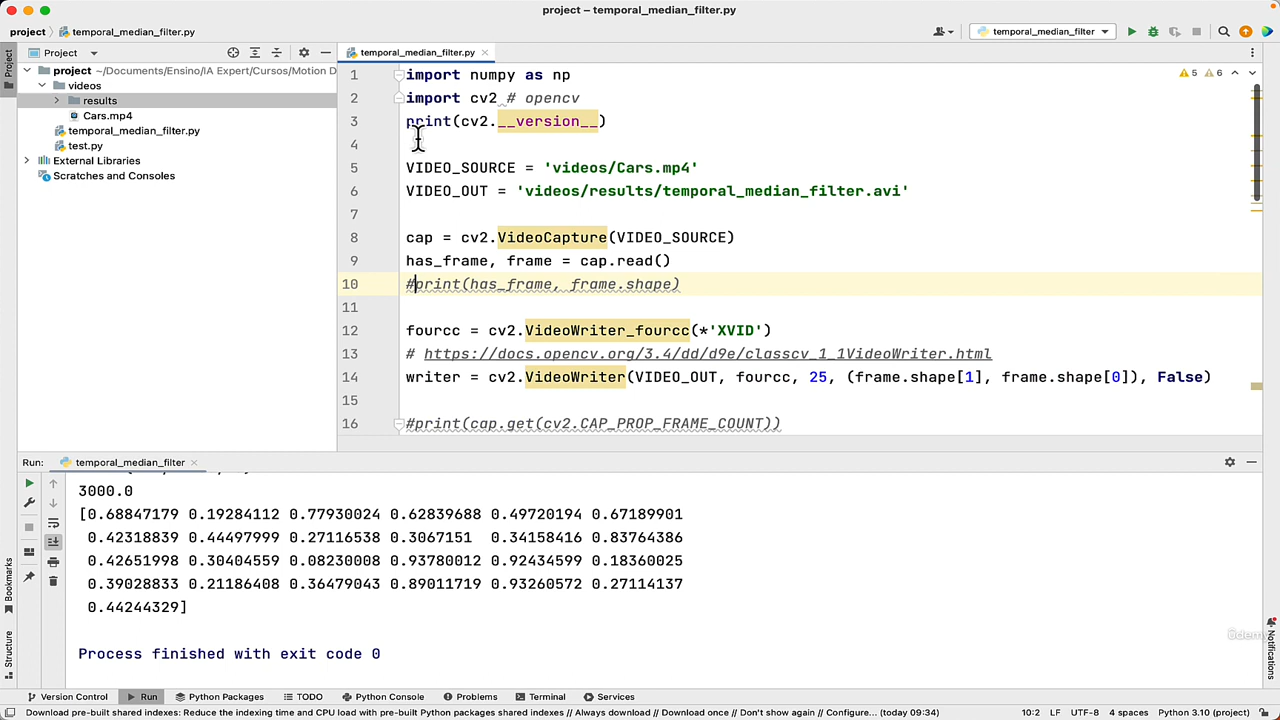 project – temporal_median_filter.py
project
temporal_median_filter.py
temporal_median_filter
Project
temporal_median_filter.py
Project
project ~/Documents/Ensino/IA Expert/Cursos/Motion D
videos
results
Cars.mp4
temporal_median_filter.py
test.py
External Libraries
Scratches and Consoles
5 6
1 import numpy as np
2 import cv2 # opencv
3 print(cv2.__version__)
4
5 VIDEO_SOURCE = 'videos/Cars.mp4'
6 VIDEO_OUT = 'videos/results/temporal_median_filter.avi'
7
8 cap = cv2.VideoCapture(VIDEO_SOURCE)
9 has_frame, frame = cap.read()
10 #print(has_frame, frame.shape)
11
12 fourcc = cv2.VideoWriter_fourcc(*'XVID')
13 # https://docs.opencv.org/3.4/dd/d9e/classcv_1_1VideoWriter.html
14 writer = cv2.VideoWriter(VIDEO_OUT, fourcc, 25, (frame.shape[1], frame.shape[0]), False)
15
16 #print(cap.get(cv2.CAP_PROP_FRAME_COUNT))
Run: temporal_median_filter
3000.0
[0.68847179 0.19284112 0.77930024 0.62839688 0.49720194 0.67189901
0.42318839 0.44497999 0.27116538 0.3067151 0.34158416 0.83764386
0.42651998 0.30404559 0.08230008 0.93780012 0.92434599 0.18360025
0.39028833 0.21186408 0.36479043 0.89011719 0.93260572 0.27114137
0.44244329]
Process finished with exit code 0
Bookmarks
Structure
Notifications
Version Control Run Python Packages TODO Python Console Problems Terminal Services
Download pre-built shared indexes: Reduce the indexing time and CPU load with pre-built Python packages shared indexes // Always download // Download once // Don't show again // Configure... (today 09:34)
10:2 LF UTF-8 4 spaces Python 3.10 (project)